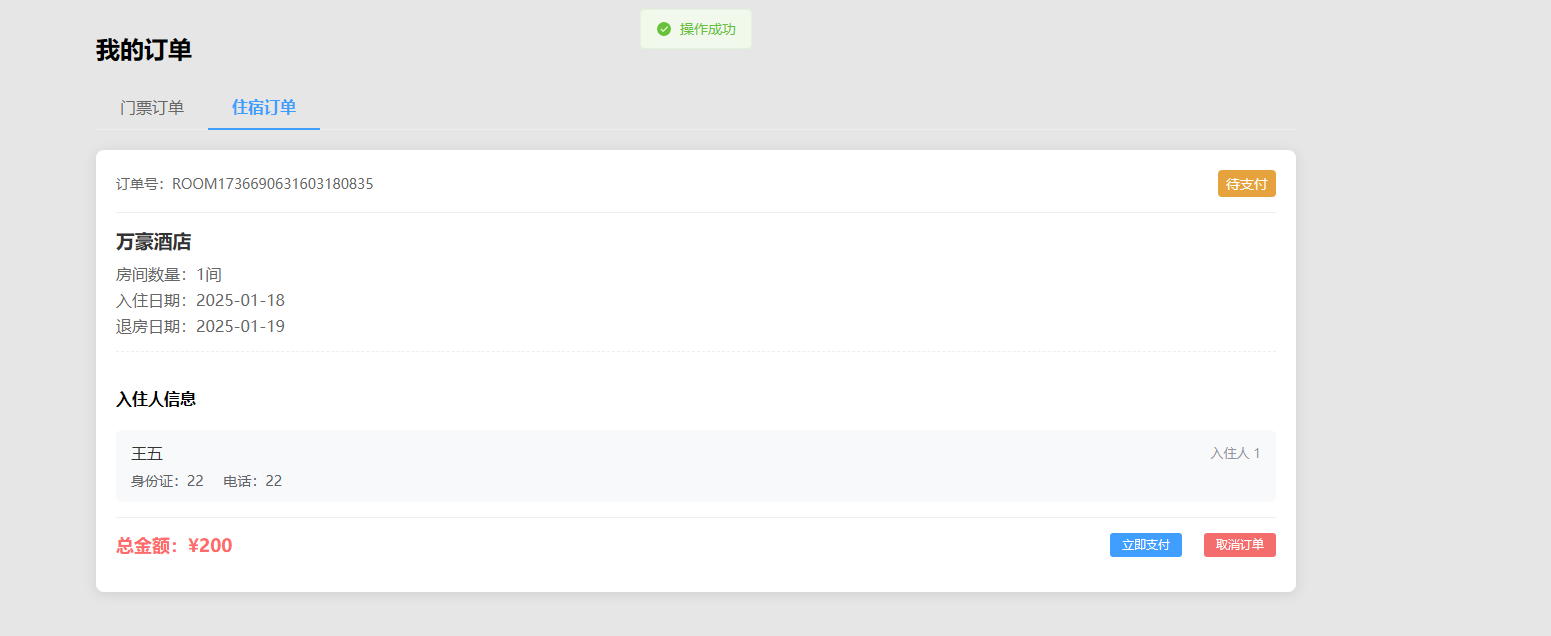 操作成功
我的订单
门票订单 住宿订单
订单号：ROOM1736690631603180835 待支付
万豪酒店
房间数量：1间
入住日期：2025-01-18
退房日期：2025-01-19
入住人信息
王五 入住人 1
身份证：22 电话：22
总金额：¥200 立即支付 取消订单